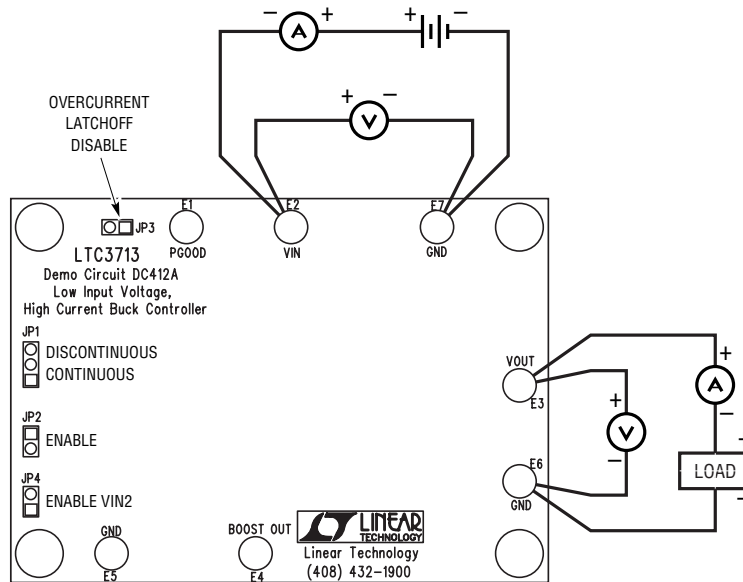 − A + + −
+ V −
OVERCURRENT
LATCHOFF
DISABLE
E1 E2 E7
JP3
PGOOD VIN GND
LTC3713
Demo Circuit DC412A
Low Input Voltage,
High Current Buck Controller
JP1
DISCONTINUOUS
CONTINUOUS
JP2
ENABLE
JP4
ENABLE VIN2
GND
E5
BOOST OUT
E4
LINEAR
TECHNOLOGY
Linear Technology
(408) 432-1900
VOUT
E3
E6
GND
+
V
−
+
A
−
LOAD